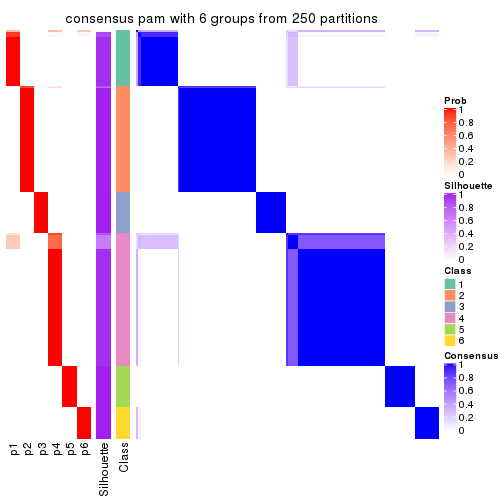 consensus pam with 6 groups from 250 partitions
Prob
1
0.8
0.6
0.4
0.2
0
Silhouette
1
0.8
0.6
0.4
0.2
0
Class
1
2
3
4
5
6
Consensus
1
0.8
0.6
0.4
0.2
0
p1
p2
p3
p4
p5
p6
Silhouette
Class